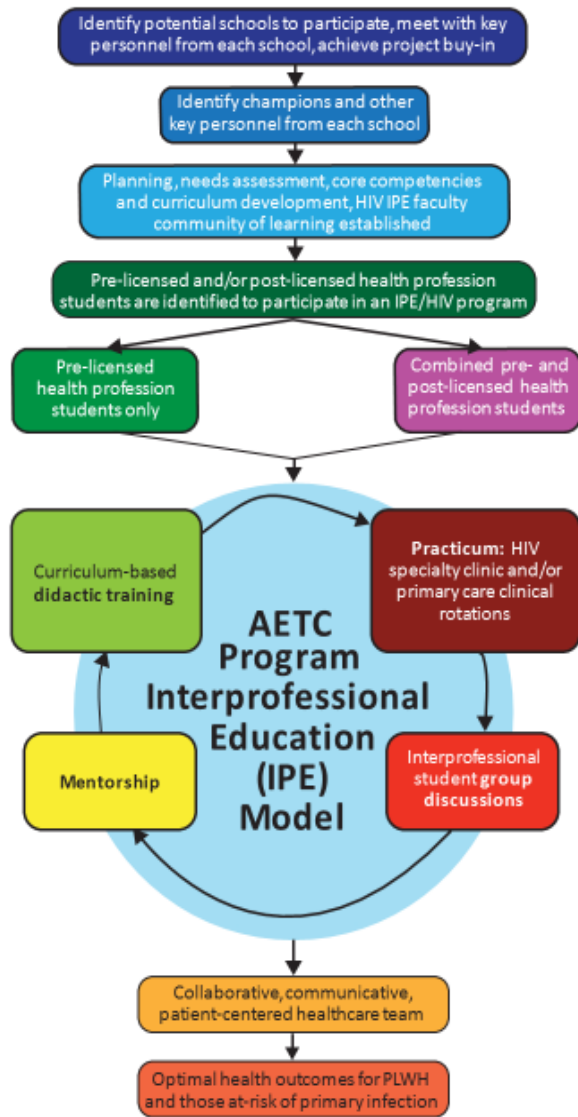 Identify potential schools to participate, meet with key
personnel from each school, achieve project buy-in
Identify champions and other
key personnel from each school
Planning, needs assessment, core competencies
and curriculum development, HIV IPE faculty
community of learning established
Pre-licensed and/or post-licensed health profession
students are identified to participate in an IPE/HIV program
Pre-licensed
health profession
students only
Combined pre- and
post-licensed health
profession students
Curriculum-based
didactic training
Practicum: HIV
specialty clinic and/or
primary care clinical
rotations
AETC
Program
Interprofessional
Education
(IPE)
Model
Mentorship
Interprofessional
student group
discussions
Collaborative, communicative,
patient-centered healthcare team
Optimal health outcomes for PLWH
and those at-risk of primary infection